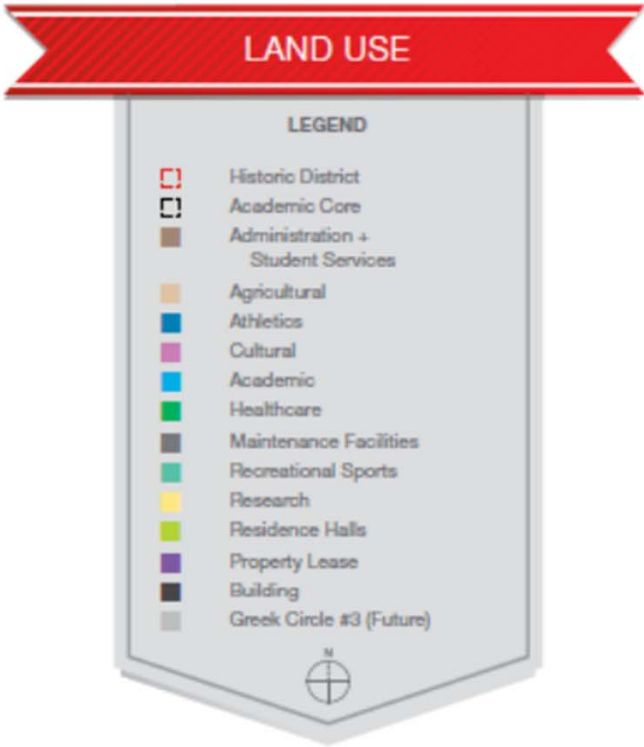 LAND USE
LEGEND
Historic District
Academic Core
Administration +
Student Services
Agricultural
Athletics
Cultural
Academic
Healthcare
Maintenance Facilities
Recreational Sports
Research
Residence Halls
Property Lease
Building
Greek Circle #3 (Future)
N